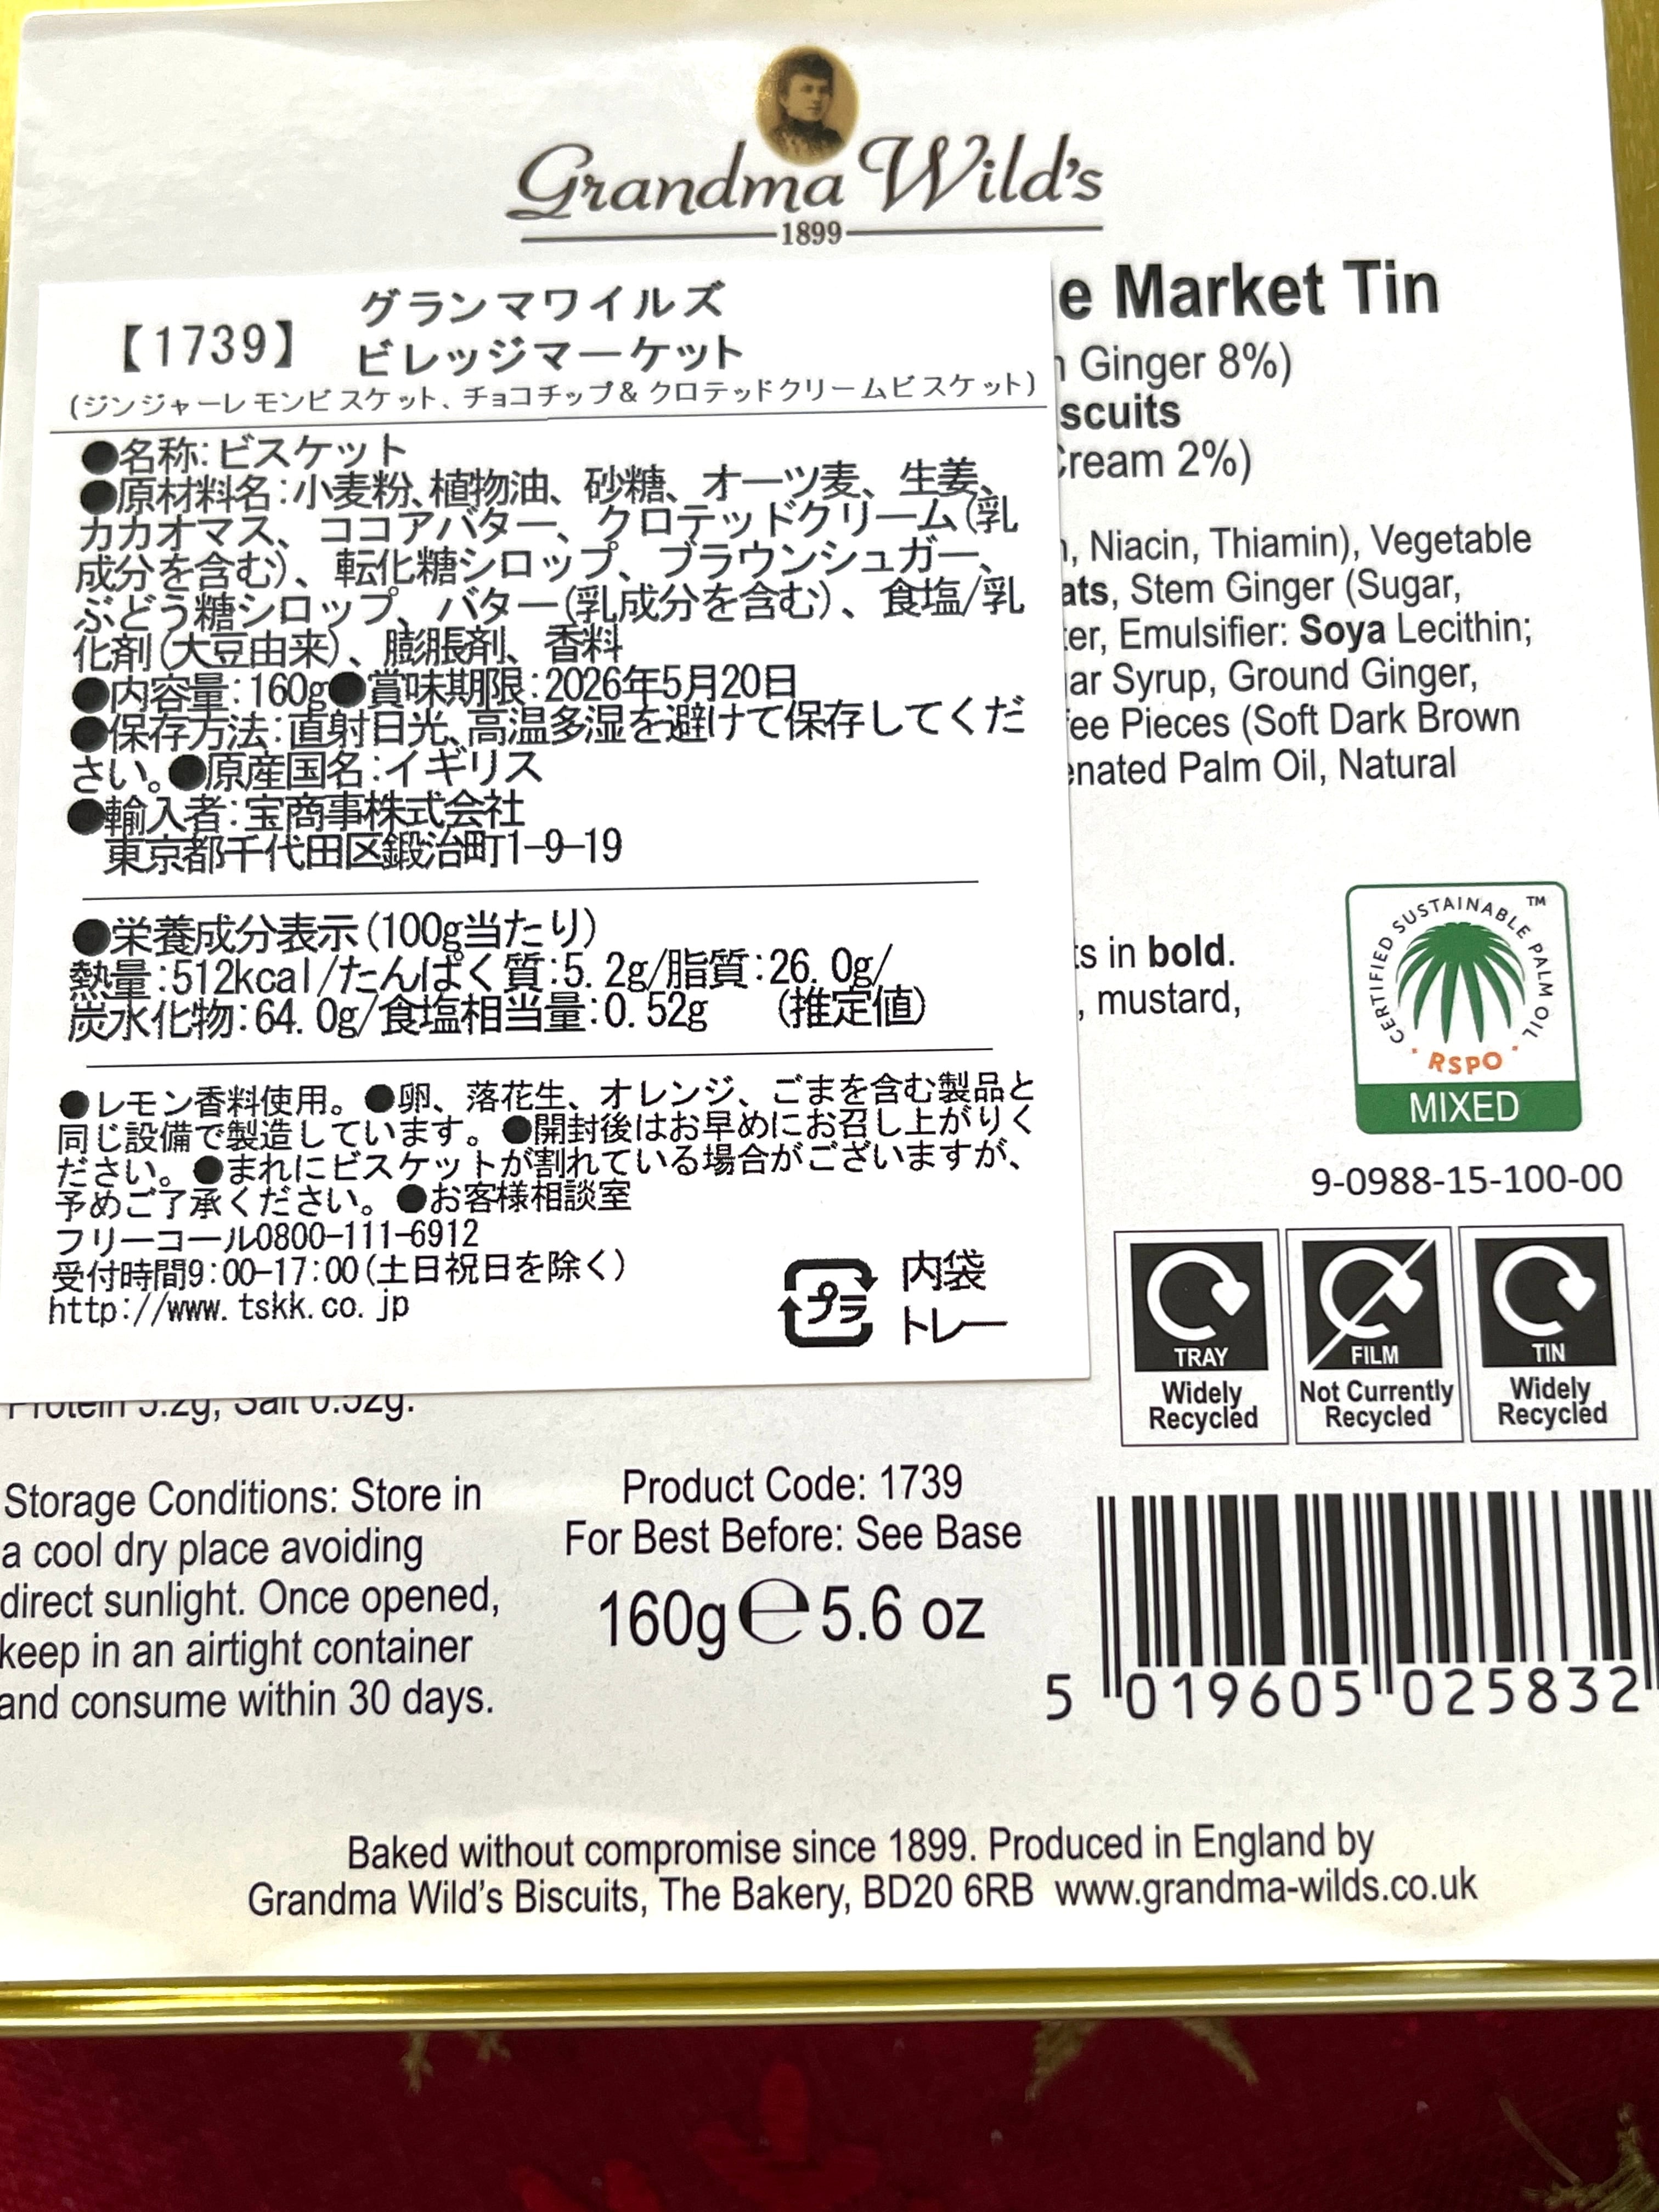 Grandma Wild's
1899
【1739】
グランマワイルズ
ビレッジマーケット
(ジンジャーレモンビスケット、チョコチップ&クロテッドクリームビスケット)
●名称:ビスケット
●原材料名:小麦粉、植物油、砂糖、オーツ麦、生姜、
カカオマス、ココアバター、クロテッドクリーム(乳
成分を含む)、転化糖シロップ、ブラウンシュガー、
ぶどう糖シロップ、バター(乳成分を含む)、食塩/乳
化剤(大豆由来)、膨脹剤、香料
●内容量:160g●賞味期限:2026年5月20日
●保存方法:直射日光、高温多湿を避けて保存してくだ
さい。●原産国名:イギリス
●輸入者:宝商事株式会社
東京都千代田区鍛冶町1-9-19
●栄養成分表示(100g当たり)
熱量:512kcal/たんぱく質:5.2g/脂質:26.0g/
炭水化物:64.0g/食塩相当量:0.52g (推定値)
●レモン香料使用。●卵、落花生、オレンジ、ごまを含む製品と
同じ設備で製造しています。●開封後はお早めにお召し上がりく
ださい。●まれにビスケットが割れている場合がございますが、
予めご了承ください。●お客様相談室
フリーコール0800-111-6912
受付時間9:00-17:00(土日祝日を除く)
http://www.tskk.co.jp
プラ
内袋
トレー
e Market Tin
Ginger 8%)
scuits
ream 2%)
, Niacin, Thiamin), Vegetable
ats, Stem Ginger (Sugar,
er, Emulsifier: Soya Lecithin;
ar Syrup, Ground Ginger,
ee Pieces (Soft Dark Brown
enated Palm Oil, Natural
s in bold.
, mustard,
CERTIFIED SUSTAINABLE PALM OIL TM
RSPO
MIXED
9-0988-15-100-00
TRAY
Widely
Recycled
FILM
Not Currently
Recycled
TIN
Widely
Recycled
Protein 5.2g, Salt 0.52g.
Storage Conditions: Store in
a cool dry place avoiding
direct sunlight. Once opened,
keep in an airtight container
and consume within 30 days.
Product Code: 1739
For Best Before: See Base
160g e 5.6 oz
5 019605 025832
Baked without compromise since 1899. Produced in England by
Grandma Wild's Biscuits, The Bakery, BD20 6RB www.grandma-wilds.co.uk